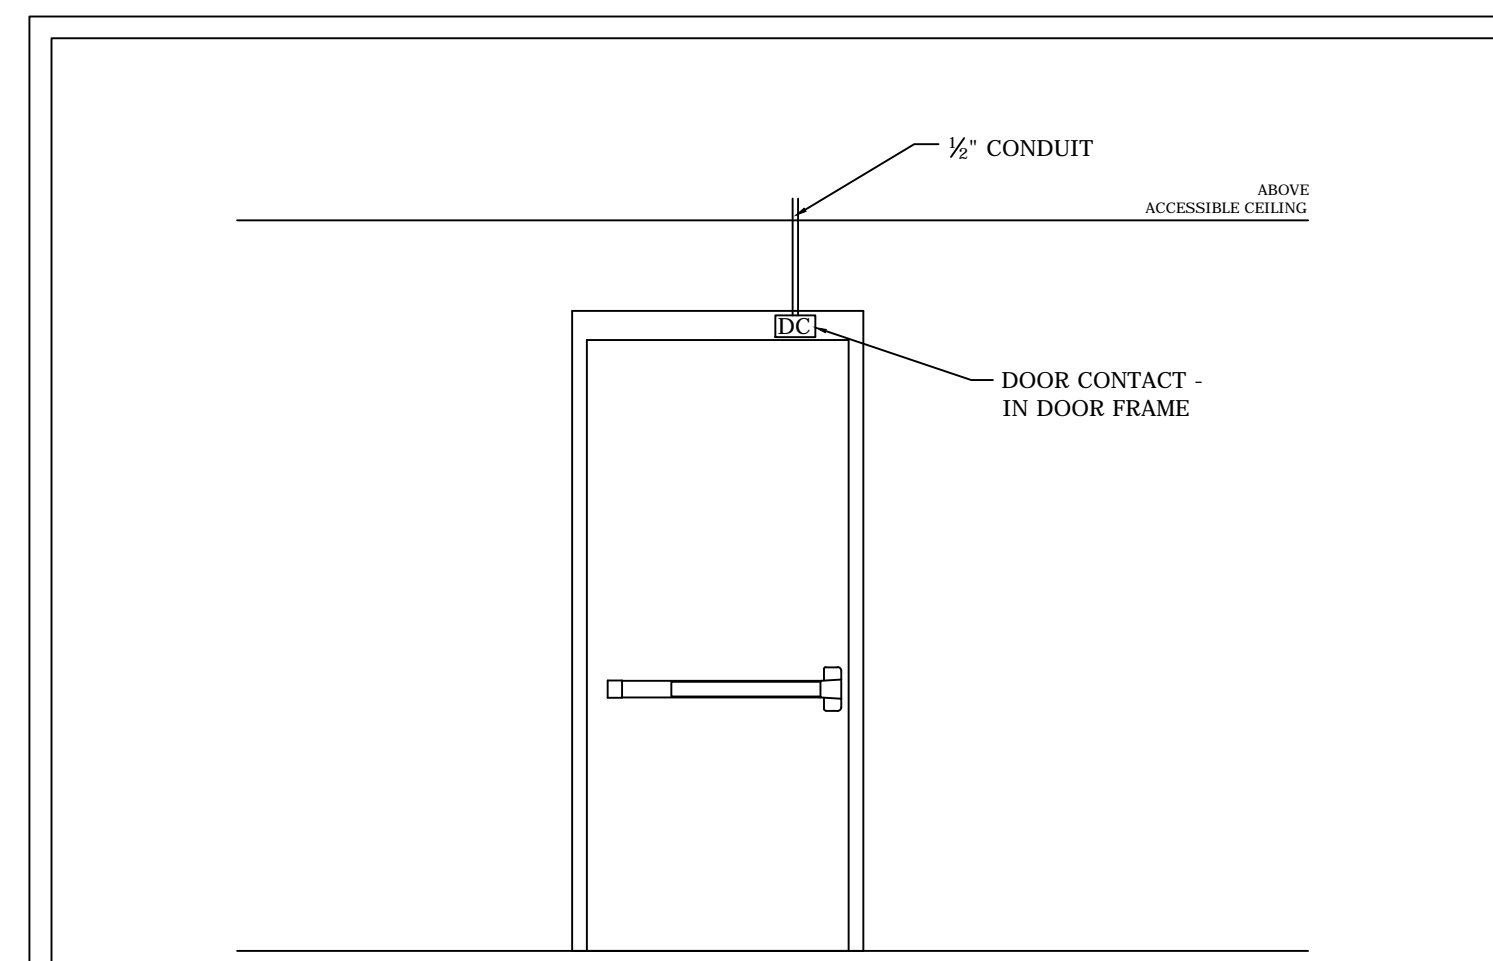 ½" CONDUIT
ABOVE
ACCESSIBLE CEILING
DC
DOOR CONTACT -
IN DOOR FRAME